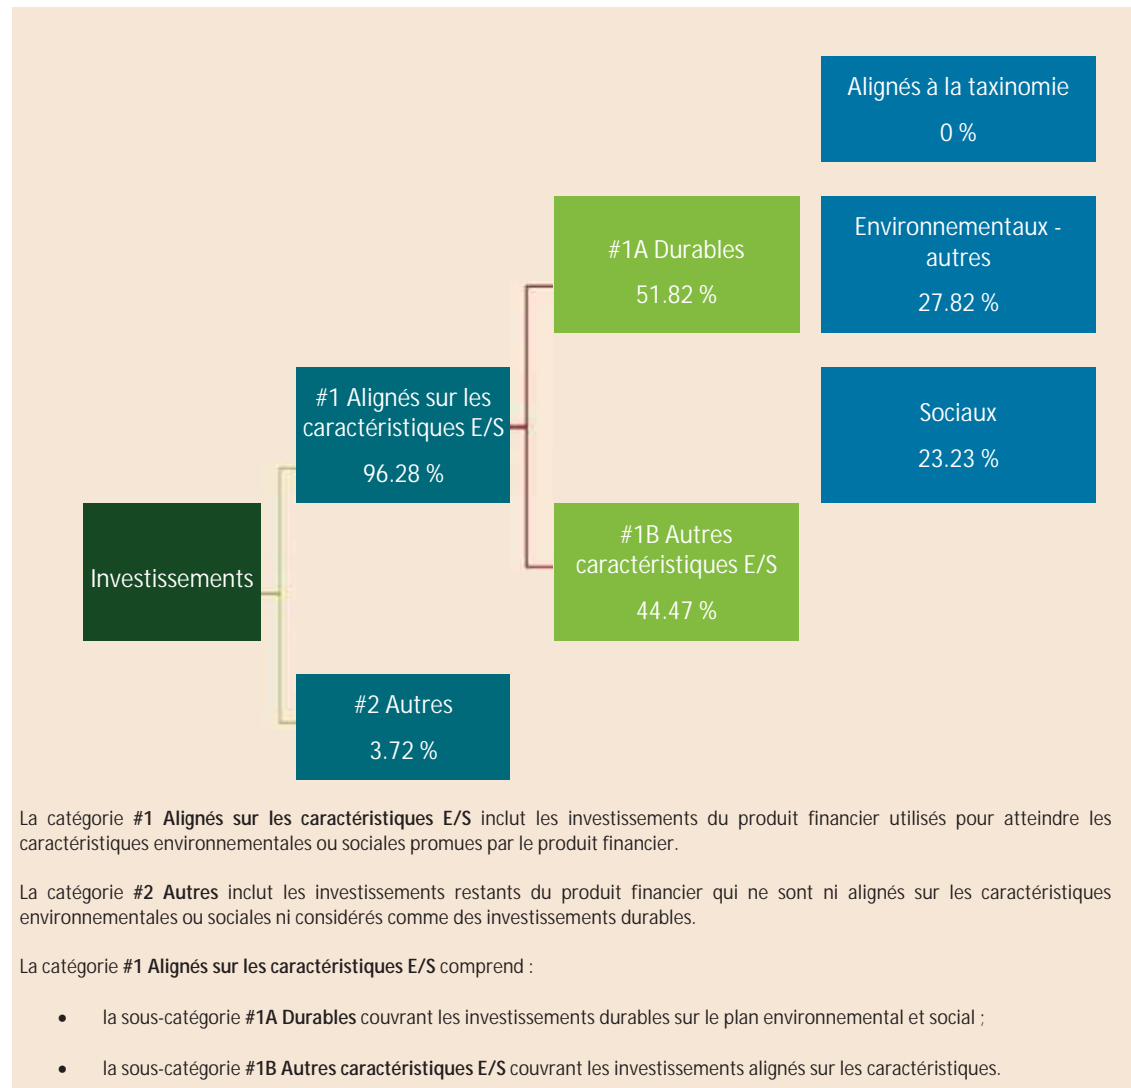 Alignés à la taxinomie
0 %
#1A Durables
51.82 %
Environnementaux -
autres
27.82 %
#1 Alignés sur les
caractéristiques E/S
96.28 %
Sociaux
23.23 %
Investissements
#1B Autres
caractéristiques E/S
44.47 %
#2 Autres
3.72 %
La catégorie #1 Alignés sur les caractéristiques E/S inclut les investissements du produit financier utilisés pour atteindre les
caractéristiques environnementales ou sociales promues par le produit financier.
La catégorie #2 Autres inclut les investissements restants du produit financier qui ne sont ni alignés sur les caractéristiques
environnementales ou sociales ni considérés comme des investissements durables.
La catégorie #1 Alignés sur les caractéristiques E/S comprend :
• la sous-catégorie #1A Durables couvrant les investissements durables sur le plan environnemental et social ;
• la sous-catégorie #1B Autres caractéristiques E/S couvrant les investissements alignés sur les caractéristiques.